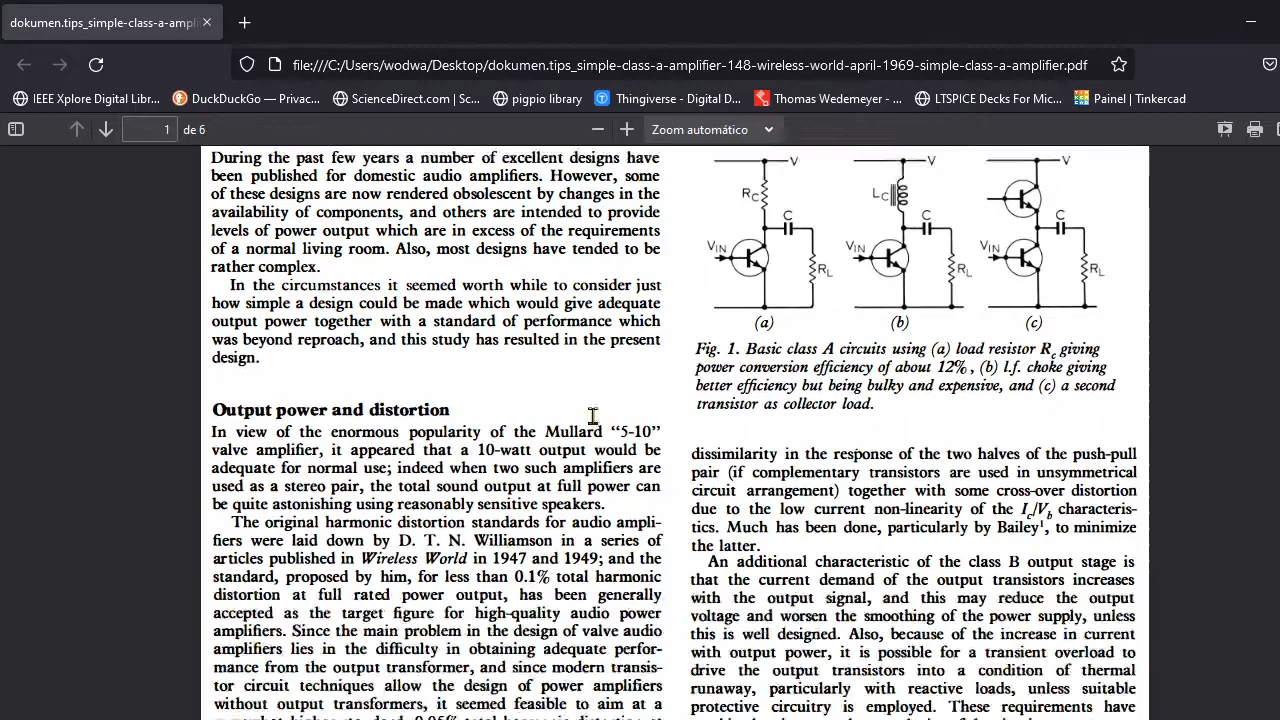 dokumen.tips_simple-class-a-ampli
file:///C:/Users/wodwa/Desktop/dokumen.tips_simple-class-a-amplifier-148-wireless-world-april-1969-simple-class-a-amplifier.pdf
IEEE Xplore Digital Libr...
DuckDuckGo — Privac...
ScienceDirect.com | Sc...
pigpio library
Thingiverse - Digital D...
Thomas Wedemeyer - ...
LTSPICE Decks For Mic...
Painel | Tinkercad
1 de 6
Zoom automático
During the past few years a number of excellent designs have
been published for domestic audio amplifiers. However, some
of these designs are now rendered obsolescent by changes in the
availability of components, and others are intended to provide
levels of power output which are in excess of the requirements
of a normal living room. Also, most designs have tended to be
rather complex.
In the circumstances it seemed worth while to consider just
how simple a design could be made which would give adequate
output power together with a standard of performance which
was beyond reproach, and this study has resulted in the present
design.
Output power and distortion
In view of the enormous popularity of the Mullard “5-10”
valve amplifier, it appeared that a 10-watt output would be
adequate for normal use; indeed when two such amplifiers are
used as a stereo pair, the total sound output at full power can
be quite astonishing using reasonably sensitive speakers.
The original harmonic distortion standards for audio ampli-
fiers were laid down by D. T. N. Williamson in a series of
articles published in Wireless World in 1947 and 1949; and the
standard, proposed by him, for less than 0.1% total harmonic
distortion at full rated power output, has been generally
accepted as the target figure for high-quality audio power
amplifiers. Since the main problem in the design of valve audio
amplifiers lies in the difficulty in obtaining adequate perfor-
mance from the output transformer, and since modern transis-
tor circuit techniques allow the design of power amplifiers
without output transformers, it seemed feasible to aim at a
V V V
RC LC
C C C
VIN VIN VIN
RL RL RL
(a) (b) (c)
Fig. 1. Basic class A circuits using (a) load resistor Rc giving
power conversion efficiency of about 12%, (b) l.f. choke giving
better efficiency but being bulky and expensive, and (c) a second
transistor as collector load.
dissimilarity in the response of the two halves of the push-pull
pair (if complementary transistors are used in unsymmetrical
circuit arrangement) together with some cross-over distortion
due to the low current non-linearity of the Ic/Vb characteris-
tics. Much has been done, particularly by Bailey¹, to minimize
the latter.
An additional characteristic of the class B output stage is
that the current demand of the output transistors increases
with the output signal, and this may reduce the output
voltage and worsen the smoothing of the power supply, unless
this is well designed. Also, because of the increase in current
with output power, it is possible for a transient overload to
drive the output transistors into a condition of thermal
runaway, particularly with reactive loads, unless suitable
protective circuitry is employed. These requirements have